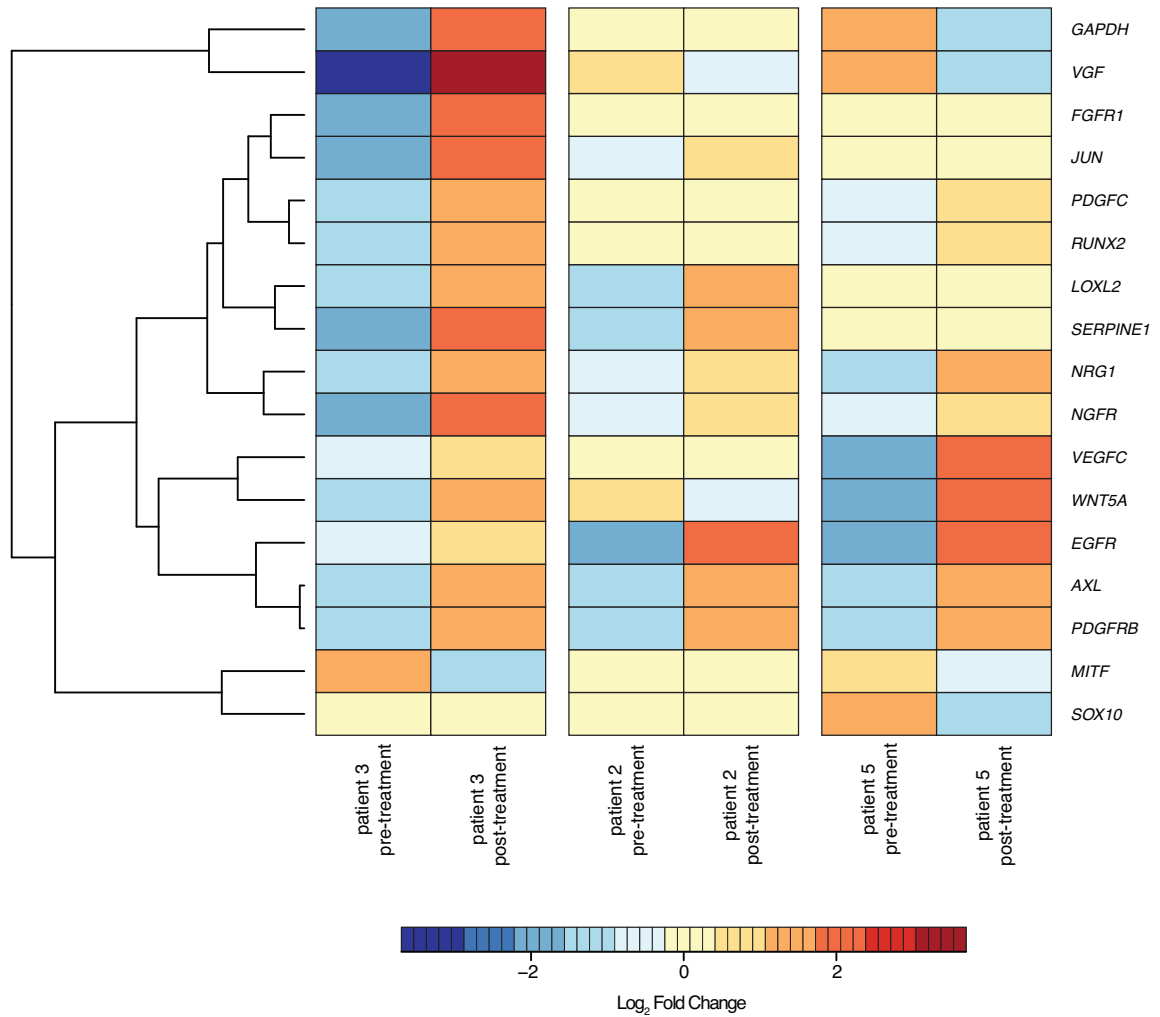 GAPDH
VGF
FGFR1
JUN
PDGFC
RUNX2
LOXL2
SERPINE1
NRG1
NGFR
VEGFC
WNT5A
EGFR
AXL
PDGFRB
MITF
SOX10
patient 3
pre-treatment
patient 3
post-treatment
patient 2
pre-treatment
patient 2
post-treatment
patient 5
pre-treatment
patient 5
post-treatment
−2 0 2
Log₂ Fold Change